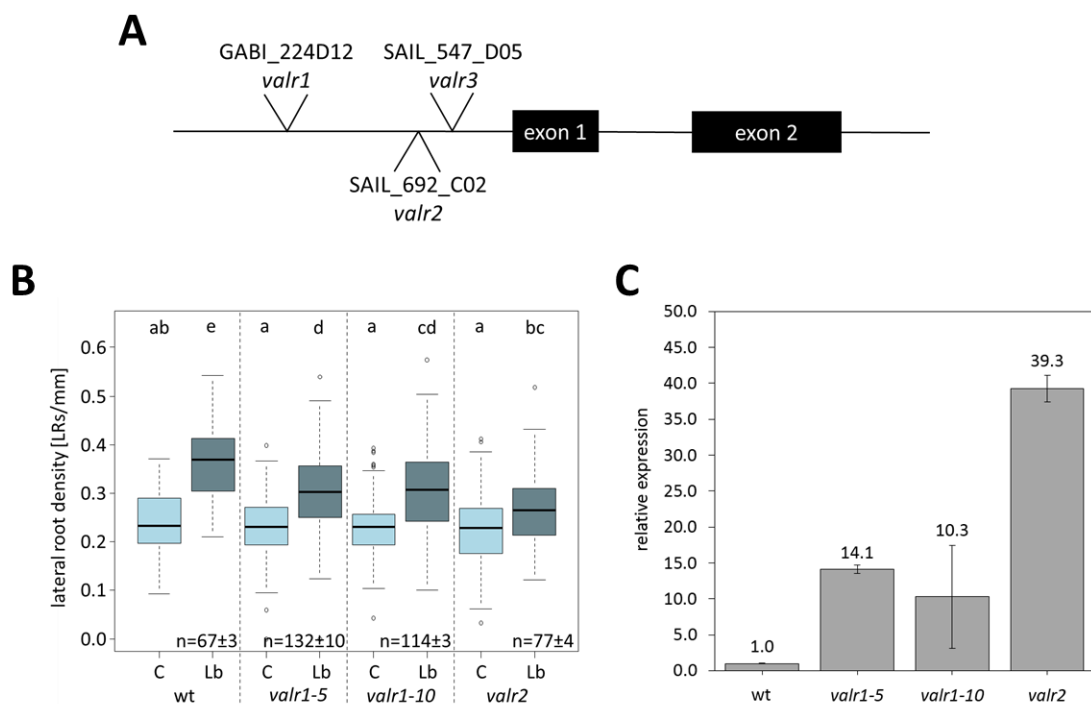 A
GABI_224D12 SAIL_547_D05
valr1 valr3
exon 1 exon 2
SAIL_692_C02
valr2
B
lateral root density [LRs/mm]
0.6
0.5
0.4
0.3
0.2
0.1
0.0
ab e a d a cd a bc
n=67±3 n=132±10 n=114±3 n=77±4
C Lb C Lb C Lb C Lb
wt valr1-5 valr1-10 valr2
C
relative expression
50.0
45.0
40.0
35.0
30.0
25.0
20.0
15.0
10.0
5.0
0.0
1.0 14.1 10.3 39.3
wt valr1-5 valr1-10 valr2